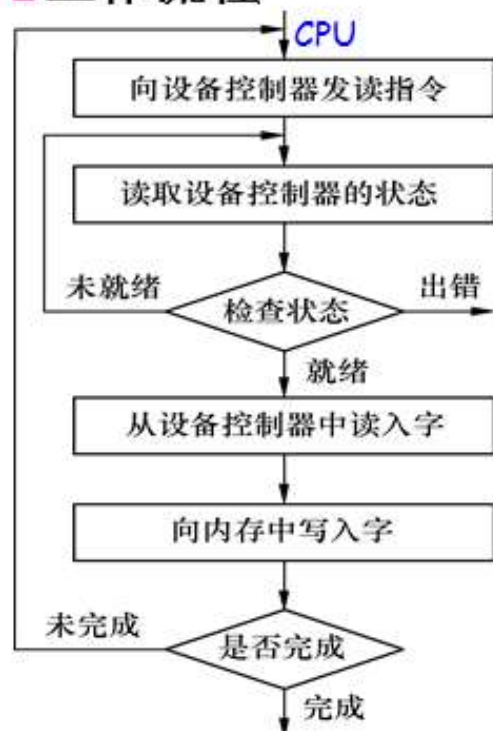 CPU
向设备控制器发读指令
读取设备控制器的状态
未就绪
检查状态
出错
就绪
从设备控制器中读入字
向内存中写入字
未完成
是否完成
完成